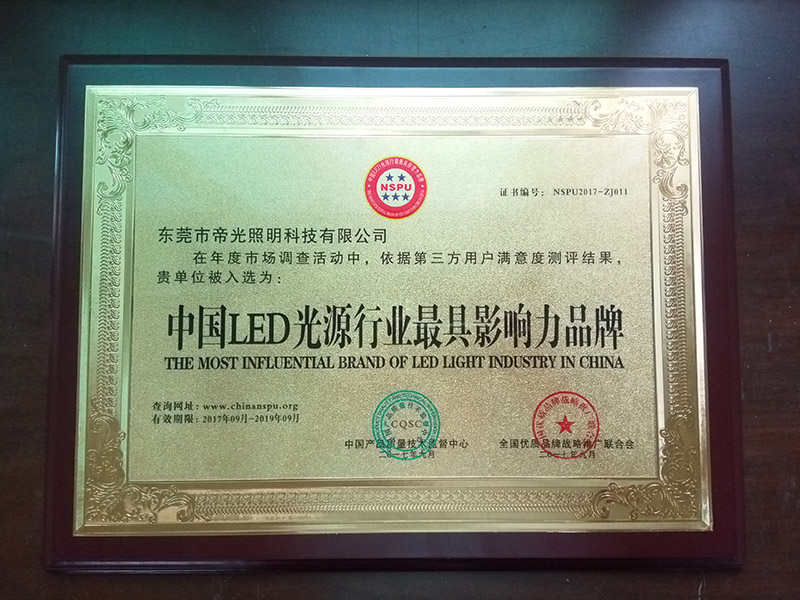 NSPU
证书编号：NSPU2017-ZJ011
东莞市帝光照明科技有限公司
在年度市场调查活动中，依据第三方用户满意度测评结果，
贵单位被入选为：
中国LED光源行业最具影响力品牌
THE MOST INFLUENTIAL BRAND OF LED LIGHT INDUSTRY IN CHINA
查询网址：www.chinanspu.org
有效期限：2017年09月-2019年09月
CQSC
中国产品质量技术监督中心
全国优质品牌战略推广联合会
二〇一七年九月
二〇一七年九月